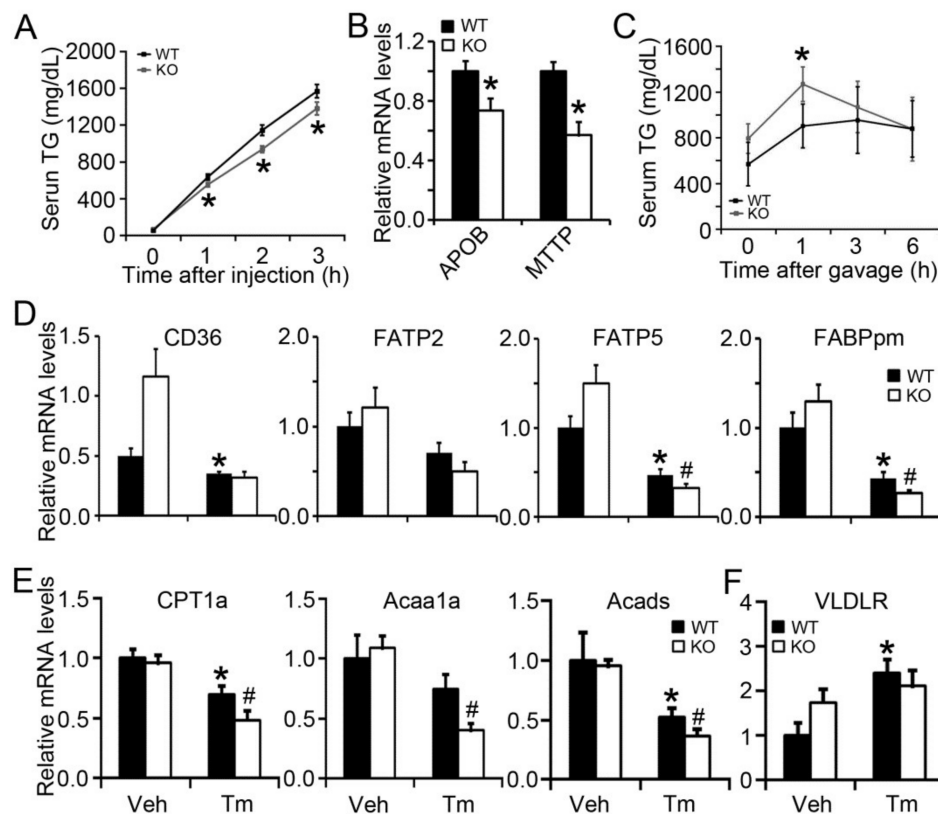 A
Serun TG (mg/dL)
2000
1600
1200
800
400
0
WT
KO
*
*
*
0 1 2 3
Time after injection (h)
B
Relative mRNA levels
1.2
1.0
0.6
0.4
0.0
WT
KO
*
*
APOB
MTTP
C
Serum TG (mg/dL)
1600
1200
800
400
0
*
WT
KO
0 1 3 6
Time after gavage (h)
D
Relative mRNA levels
CD36
1.5
1.0
0.5
0.0
*
FATP2
2.0
1.0
0.0
FATP5
2.0
1.0
0.0
*
#
FABPpm
2.0
1.0
0.0
WT
KO
*
#
E
Relative mRNA levels
CPT1a
1.5
1.0
0.5
0.0
*
#
Veh Tm
Acaa1a
1.5
1.0
0.5
0.0
#
Veh Tm
Acads
1.5
1.0
0.5
0.0
WT
KO
*
#
Veh Tm
F
VLDLR
4
3
2
1
0
WT
KO
*
Veh Tm